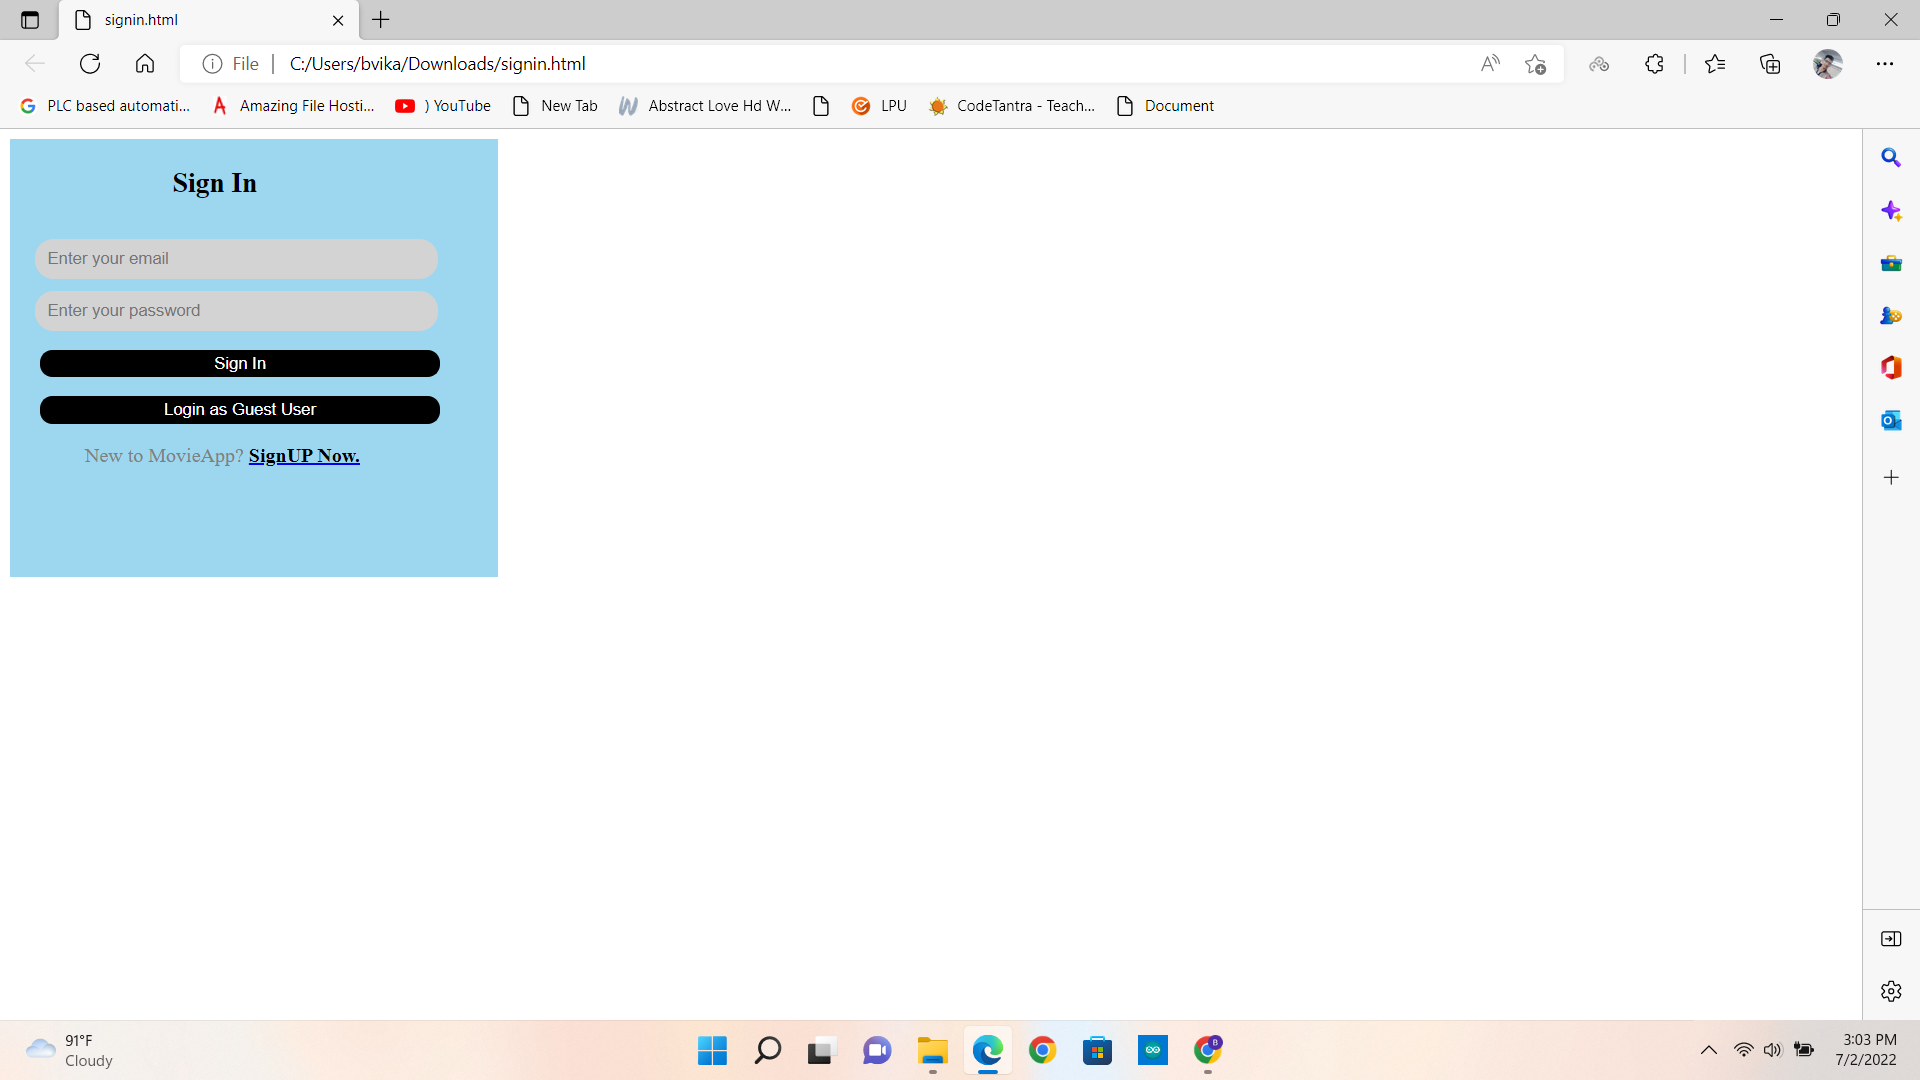 signin.html
File C:/Users/bvika/Downloads/signin.html
PLC based automati... Amazing File Hosti... ) YouTube New Tab Abstract Love Hd W... LPU CodeTantra - Teach... Document
Sign In
Enter your email
Enter your password
Sign In
Login as Guest User
New to MovieApp? SignUP Now.
91°F
Cloudy
3:03 PM
7/2/2022